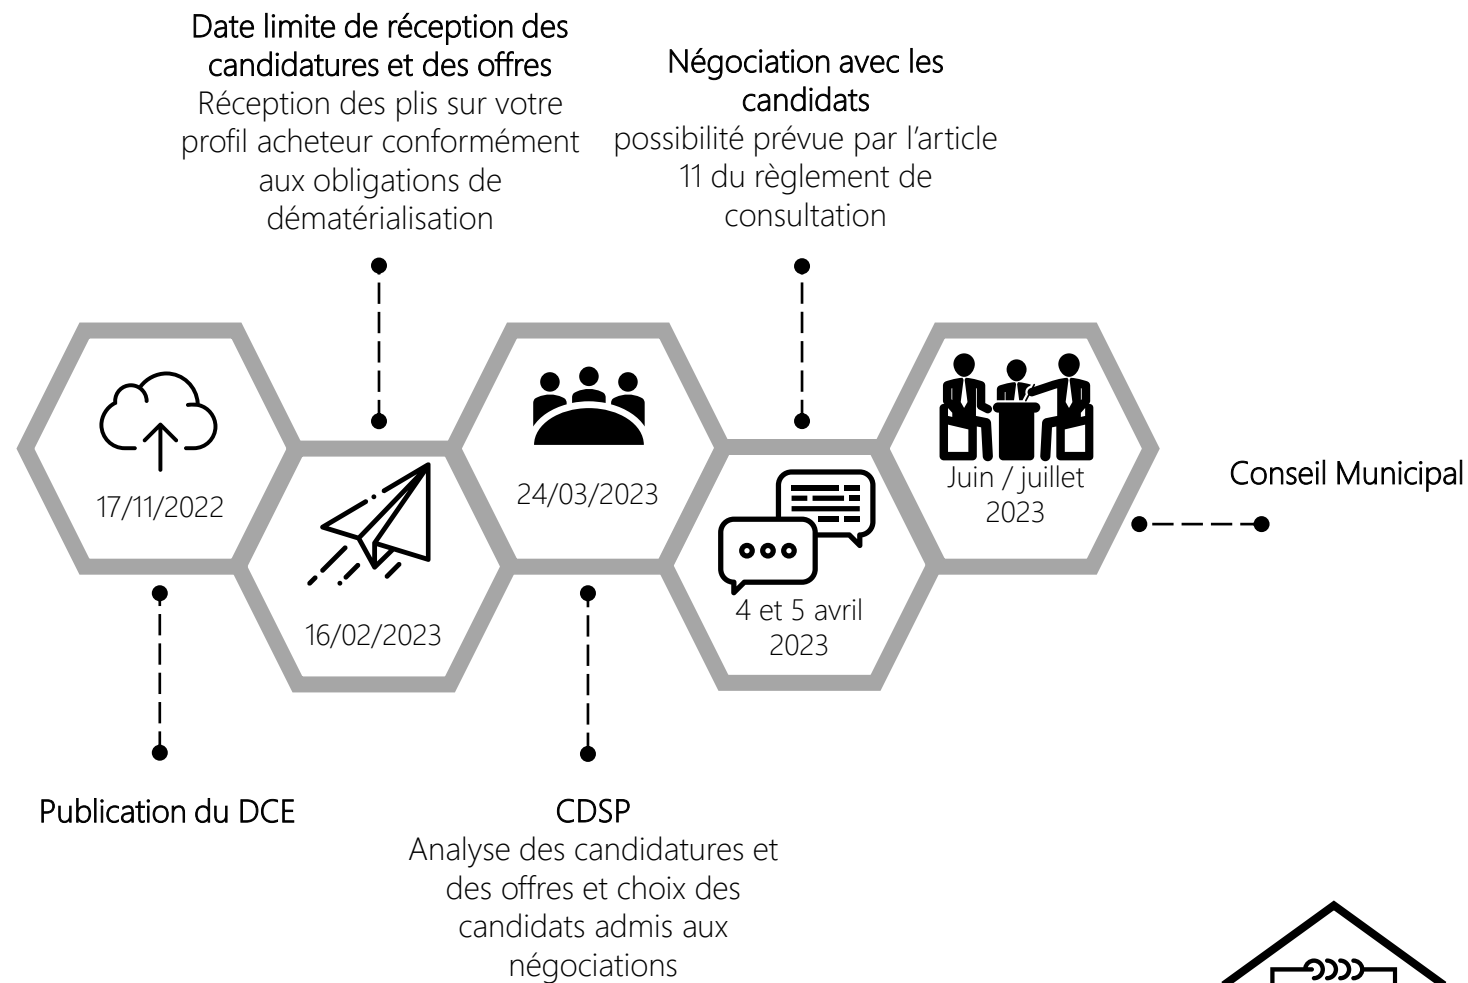 Date limite de réception des
candidatures et des offres
Réception des plis sur votre
profil acheteur conformément
aux obligations de
dématérialisation
Négociation avec les
candidats
possibilité prévue par l’article
11 du règlement de
consultation
17/11/2022
16/02/2023
24/03/2023
4 et 5 avril
2023
Juin / juillet
2023
Conseil Municipal
Publication du DCE
CDSP
Analyse des candidatures et
des offres et choix des
candidats admis aux
négociations